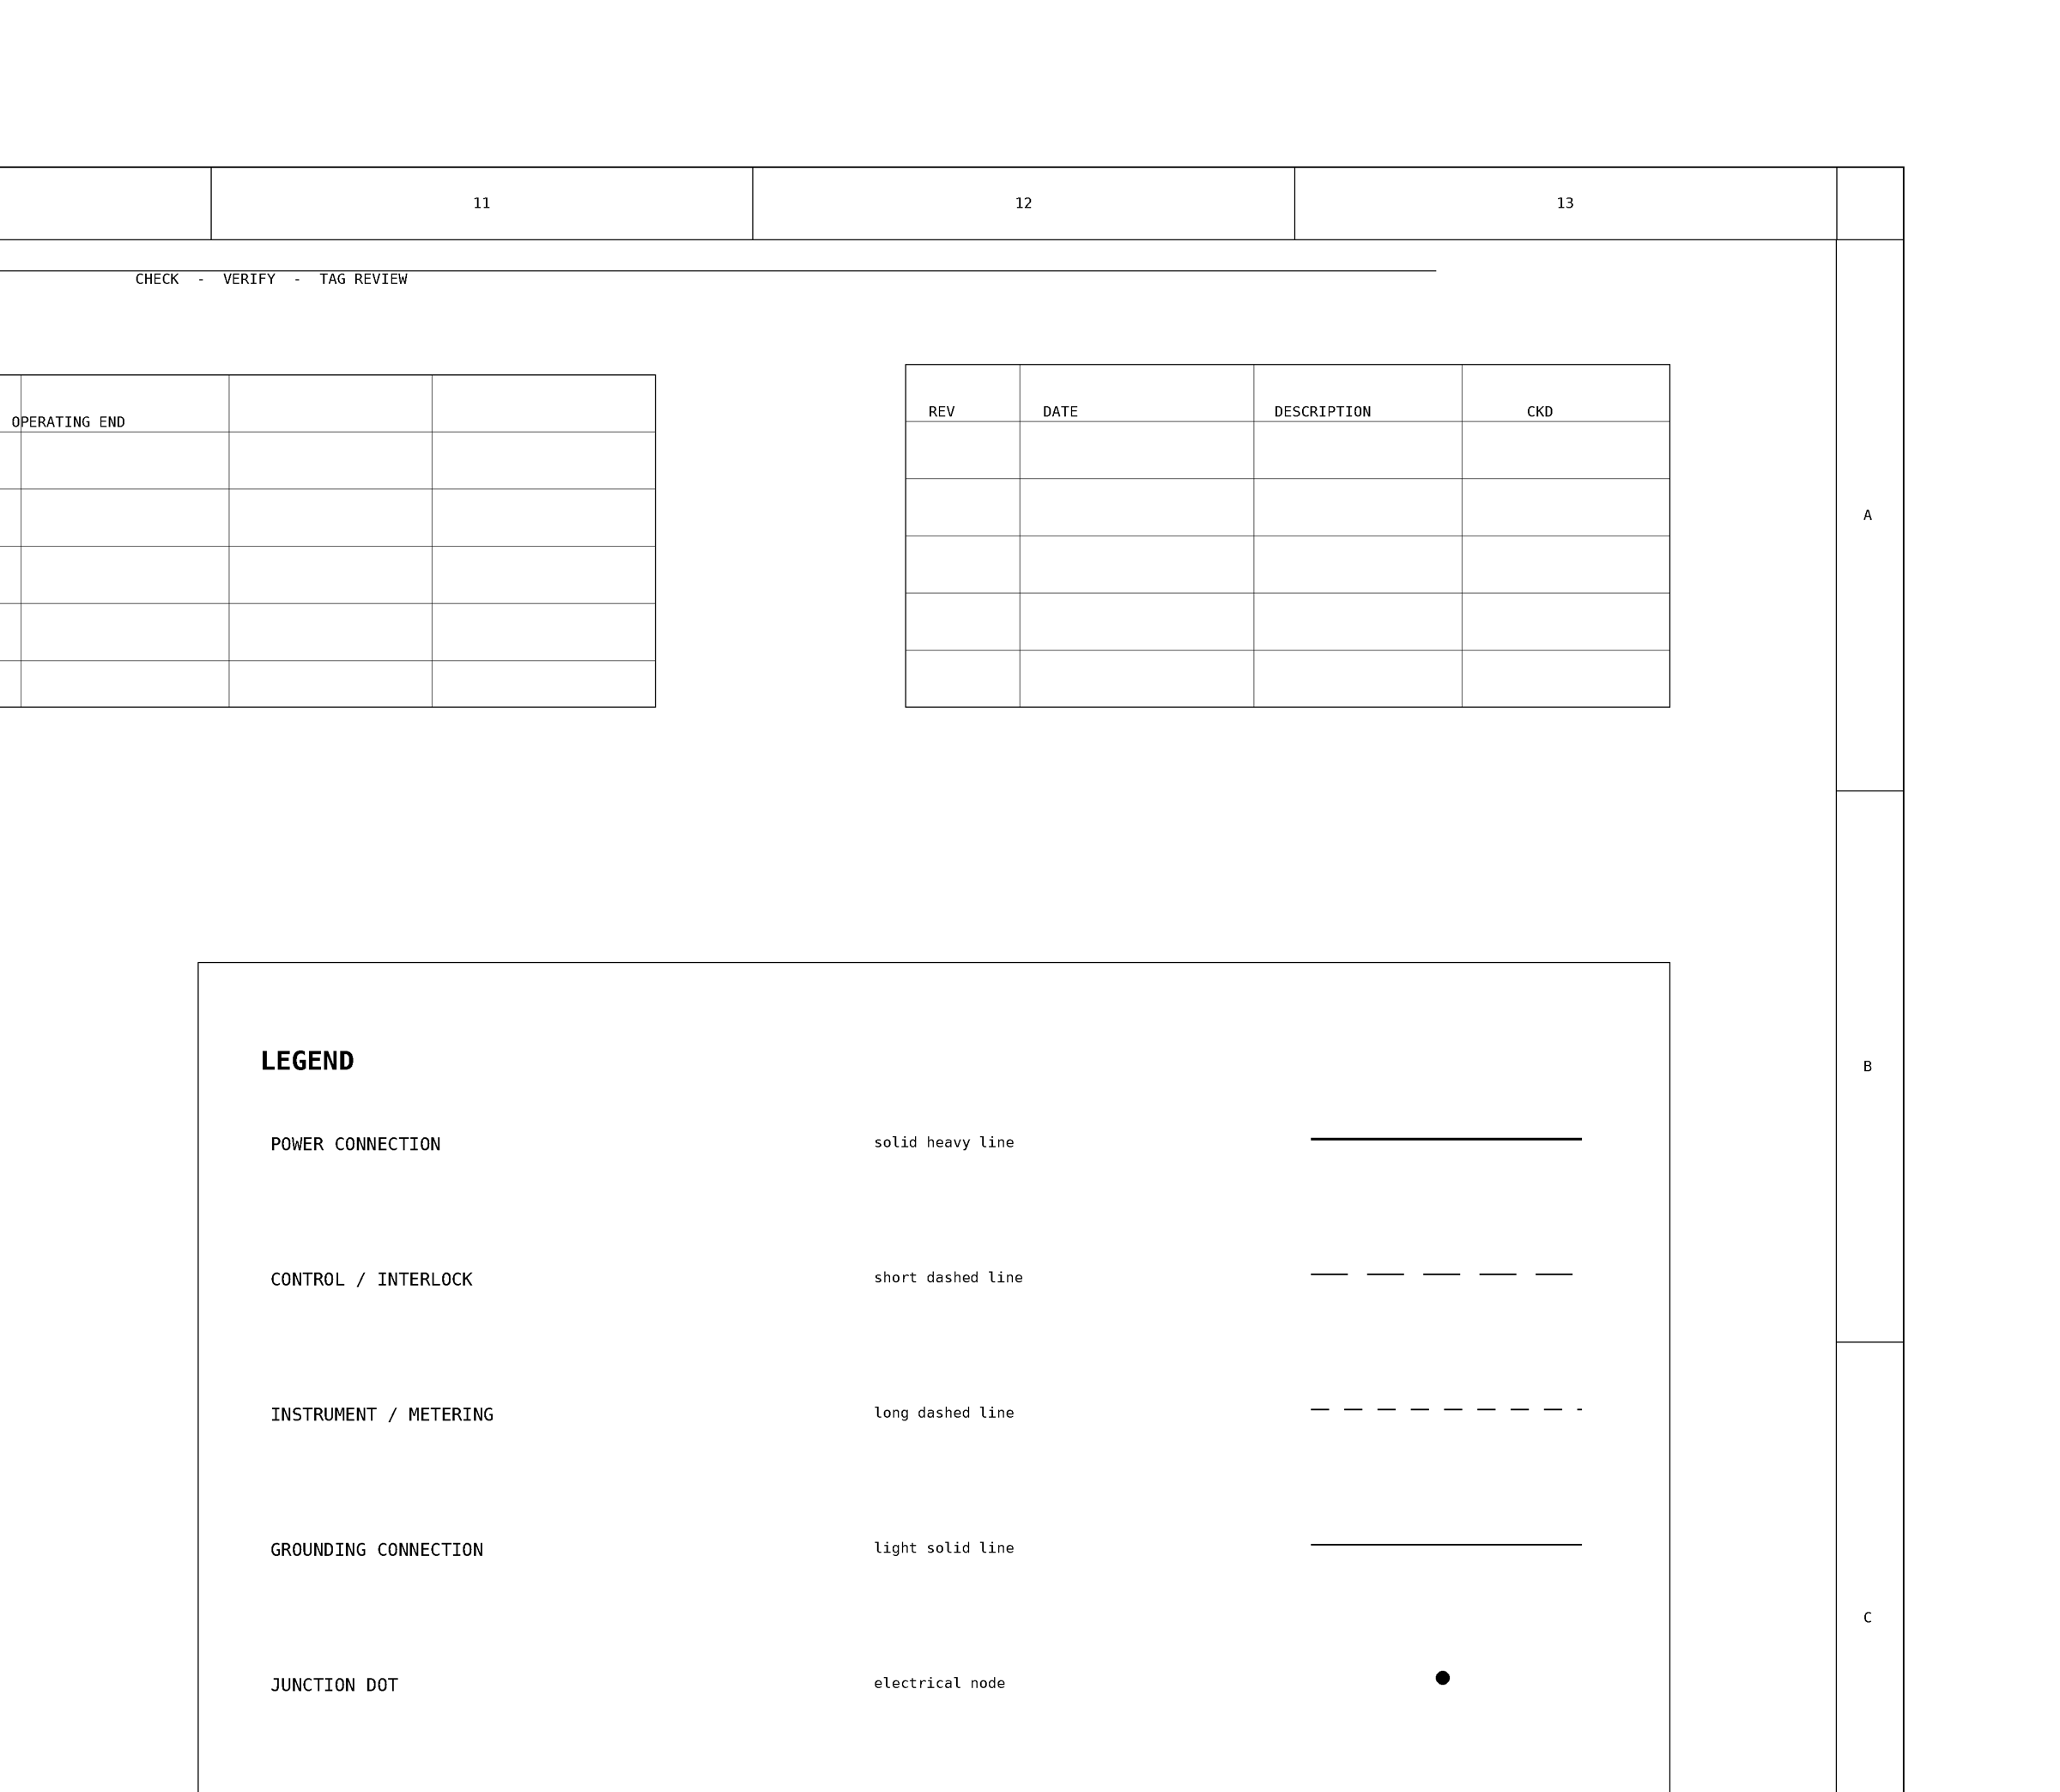 11 12 13
CHECK - VERIFY - TAG REVIEW
REV DATE DESCRIPTION CKD
OPERATING END
A
LEGEND
B
POWER CONNECTION solid heavy line
CONTROL / INTERLOCK short dashed line
INSTRUMENT / METERING long dashed line
GROUNDING CONNECTION light solid line
C
JUNCTION DOT electrical node